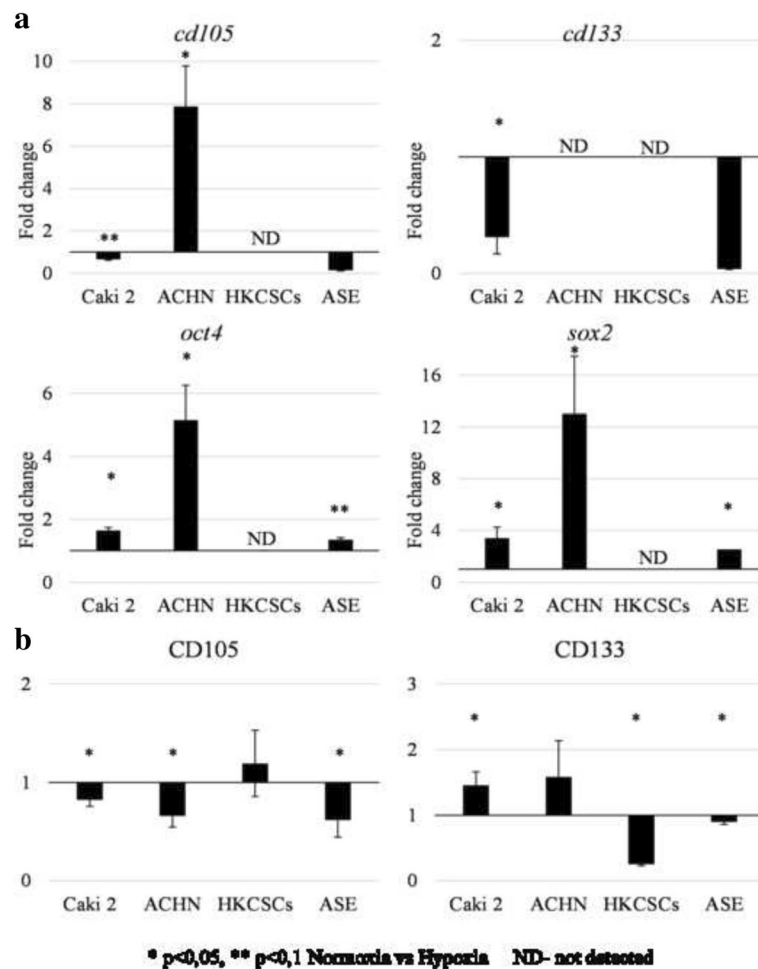 a
cd105
cd133
10
8
6
4
2
0
Fold change
**
*
ND
Caki 2 ACHN HKCSCs ASE
2
0
*
ND ND
Caki 2 ACHN HKCSCs ASE
oct4
sox2
6
4
2
0
Fold change
*
*
ND
**
Caki 2 ACHN HKCSCs ASE
16
12
8
4
0
Fold change
*
*
ND
*
Caki 2 ACHN HKCSCs ASE
b
CD105
CD133
2
1
0
* * *
Caki 2 ACHN HKCSCs ASE
3
2
1
0
* * *
Caki 2 ACHN HKCSCs ASE
* p<0,05, ** p<0,1 Normoxia vs Hypoxia ND- not detected